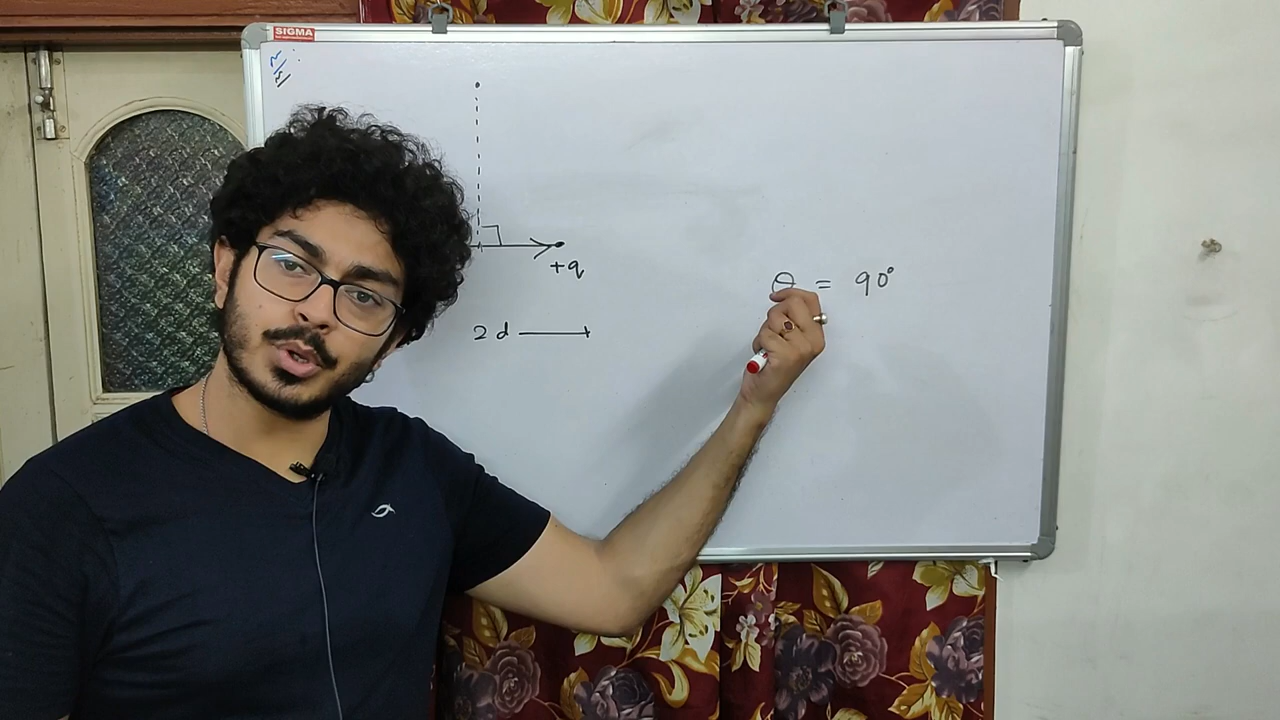 SIGMA
+q
2d
θ = 90°